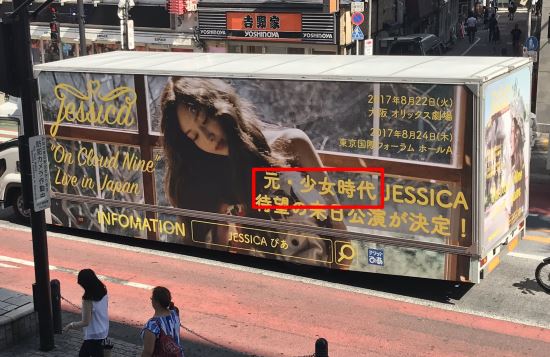 吉野家
YOSHINOYA
YOSHINOYA
Jessica
"On Cloud Nine"
Live in Japan
2017年8月22日(火)
大阪 オリックス劇場
2017年8月24日(木)
東京国際フォーラム ホールA
元 少女時代 JESSICA
待望の来日公演が決定!
INFOMATION
JESSICA ぴあ